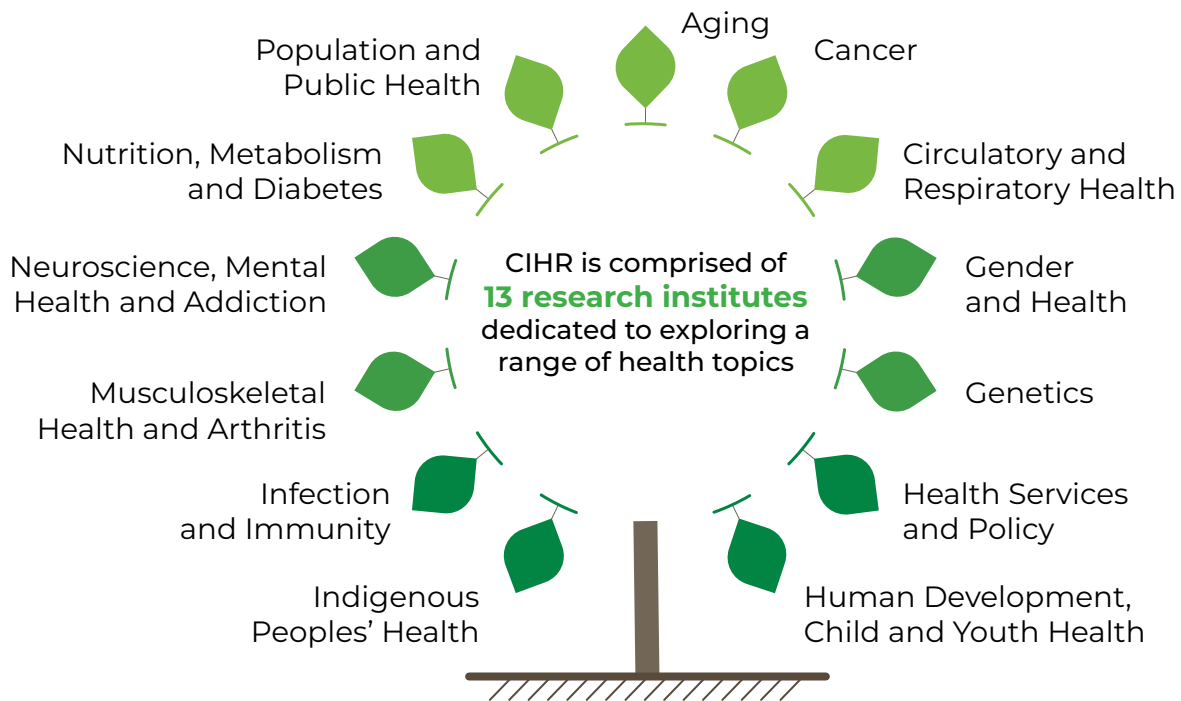 Aging
Cancer
Circulatory and
Respiratory Health
Gender
and Health
Genetics
Health Services
and Policy
Human Development,
Child and Youth Health
Indigenous
Peoples’ Health
Infection
and Immunity
Musculoskeletal
Health and Arthritis
Neuroscience, Mental
Health and Addiction
Nutrition, Metabolism
and Diabetes
Population and
Public Health
CIHR is comprised of
13 research institutes
dedicated to exploring a
range of health topics